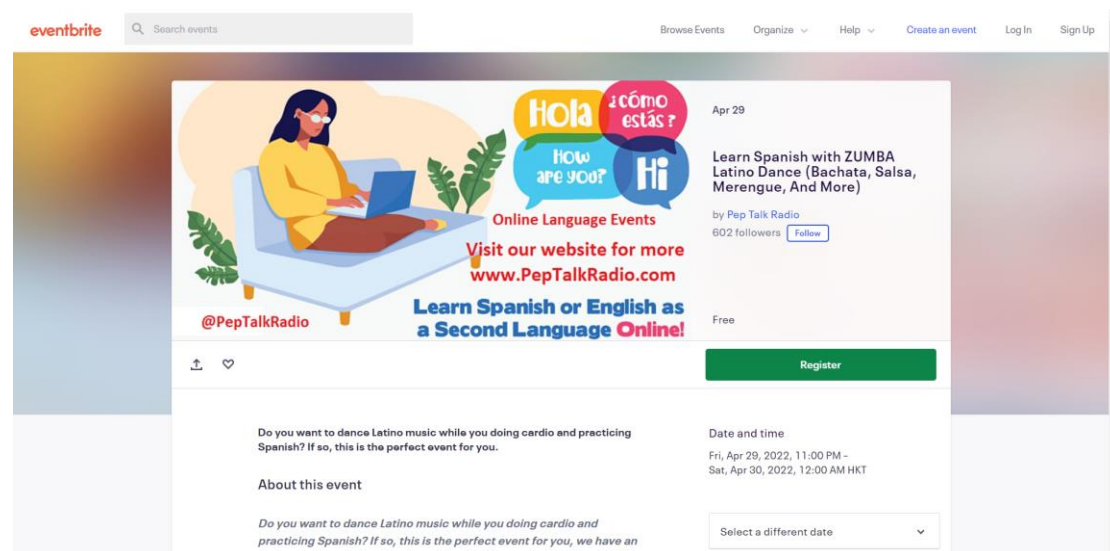 eventbrite
Search events
Browse Events
Organize
Help
Create an event
Log In
Sign Up
Hola
¿cómo
estás?
How
are you?
Hi
Online Language Events
Visit our website for more
www.PepTalkRadio.com
@PepTalkRadio
Learn Spanish or English as
a Second Language Online!
Apr 29
Learn Spanish with ZUMBA
Latino Dance (Bachata, Salsa,
Merengue, And More)
by Pep Talk Radio
602 followers Follow
Free
Register
Do you want to dance Latino music while you doing cardio and practicing
Spanish? If so, this is the perfect event for you.
About this event
Do you want to dance Latino music while you doing cardio and
practicing Spanish? If so, this is the perfect event for you, we have an
Date and time
Fri, Apr 29, 2022, 11:00 PM –
Sat, Apr 30, 2022, 12:00 AM HKT
Select a different date